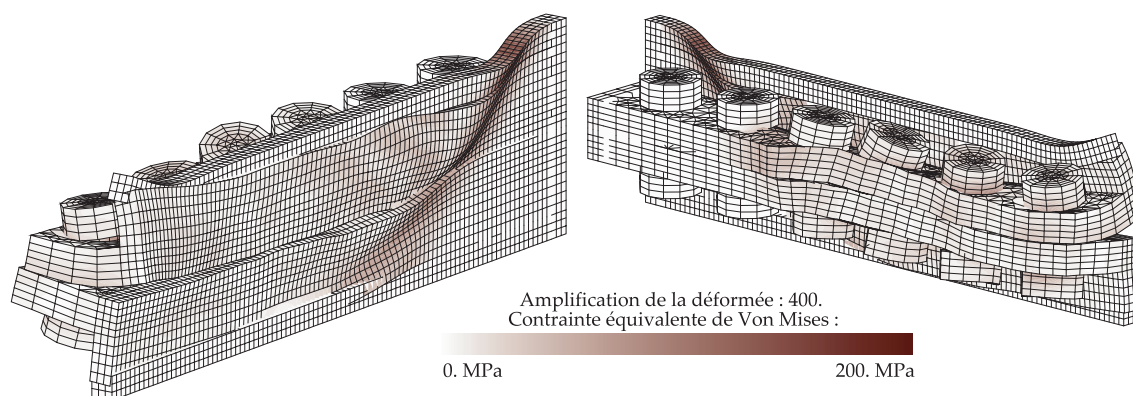 Amplification de la déformée : 400.
Contrainte équivalente de Von Mises :
0. MPa 200. MPa